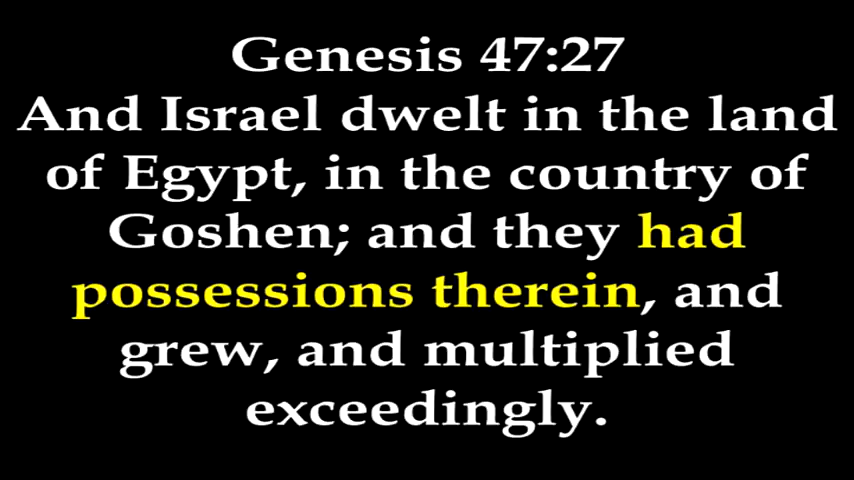 Genesis 47:27
And Israel dwelt in the land
of Egypt, in the country of
Goshen; and they had
possessions therein, and
grew, and multiplied
exceedingly.